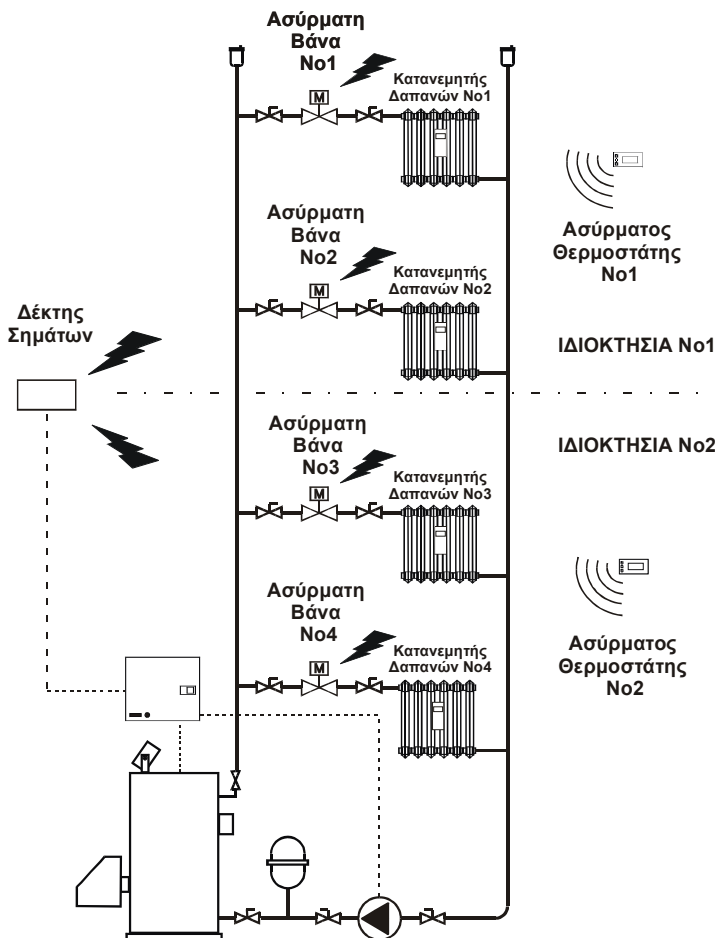 Ασύρματη
Βάνα
Νο1
Κατανεμητής
Δαπανών Νο1
M
Ασύρματος
Θερμοστάτης
Νο1
Ασύρματη
Βάνα
Νο2
Κατανεμητής
Δαπανών Νο2
M
Δέκτης
Σημάτων
ΙΔΙΟΚΤΗΣΙΑ Νο1
Ασύρματη
Βάνα
Νο3
ΙΔΙΟΚΤΗΣΙΑ Νο2
Κατανεμητής
Δαπανών Νο3
M
Ασύρματη
Βάνα
Νο4
Κατανεμητής
Δαπανών Νο4
M
Ασύρματος
Θερμοστάτης
Νο2